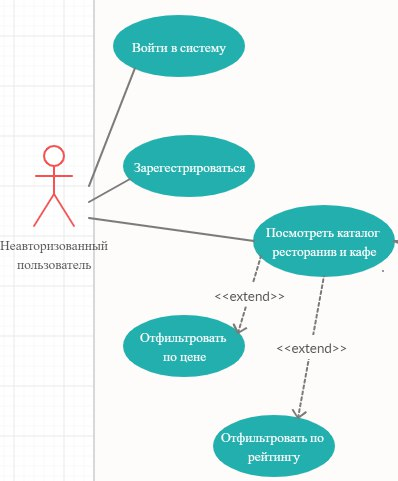 Войти в систему
Зарегестрироваться
Неавторизованный
пользователь
Посмотреть каталог
ресторанив и кафе
<<extend>>
<<extend>>
Отфильтровать
по цене
Отфильтровать по
рейтингу